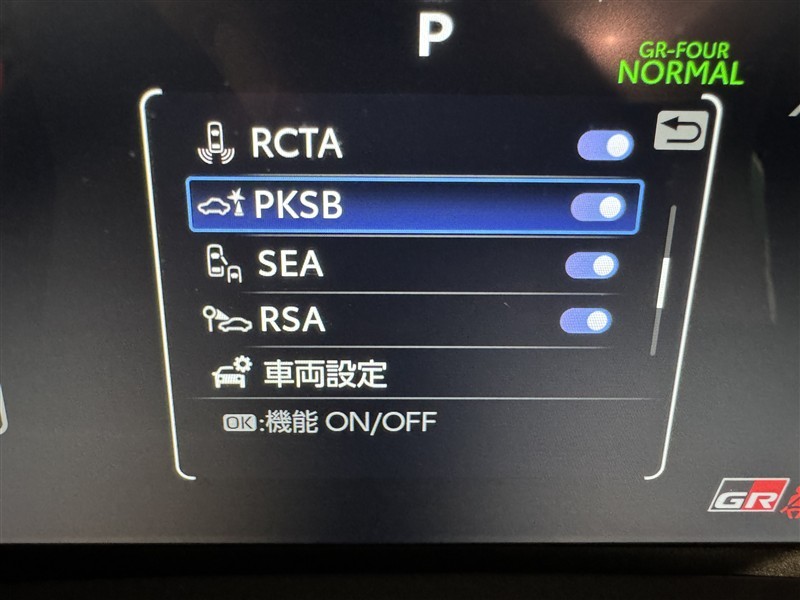 P
GR-FOUR
NORMAL
RCTA
PKSB
SEA
RSA
車両設定
OK:機能 ON/OFF
GR